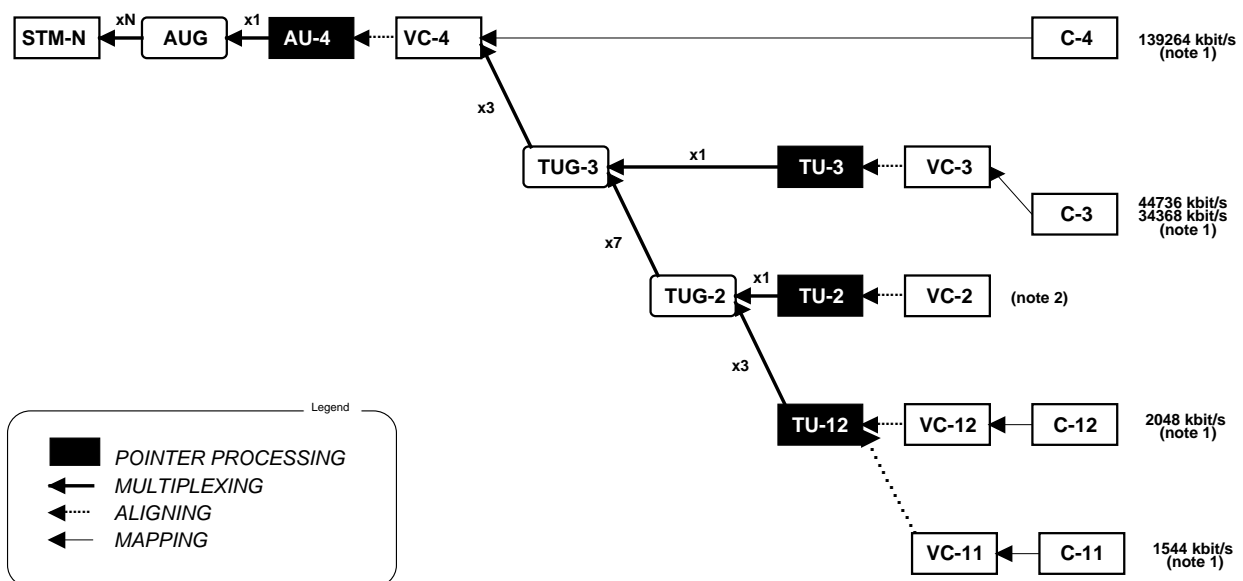 xN
x1
STM-N
AUG
AU-4
VC-4
C-4
139264 kbit/s
(note 1)
x3
x1
TUG-3
TU-3
VC-3
C-3
44736 kbit/s
34368 kbit/s
(note 1)
x7
x1
TUG-2
TU-2
VC-2
(note 2)
x3
TU-12
VC-12
C-12
2048 kbit/s
(note 1)
VC-11
C-11
1544 kbit/s
(note 1)
Legend
POINTER PROCESSING
MULTIPLEXING
ALIGNING
MAPPING